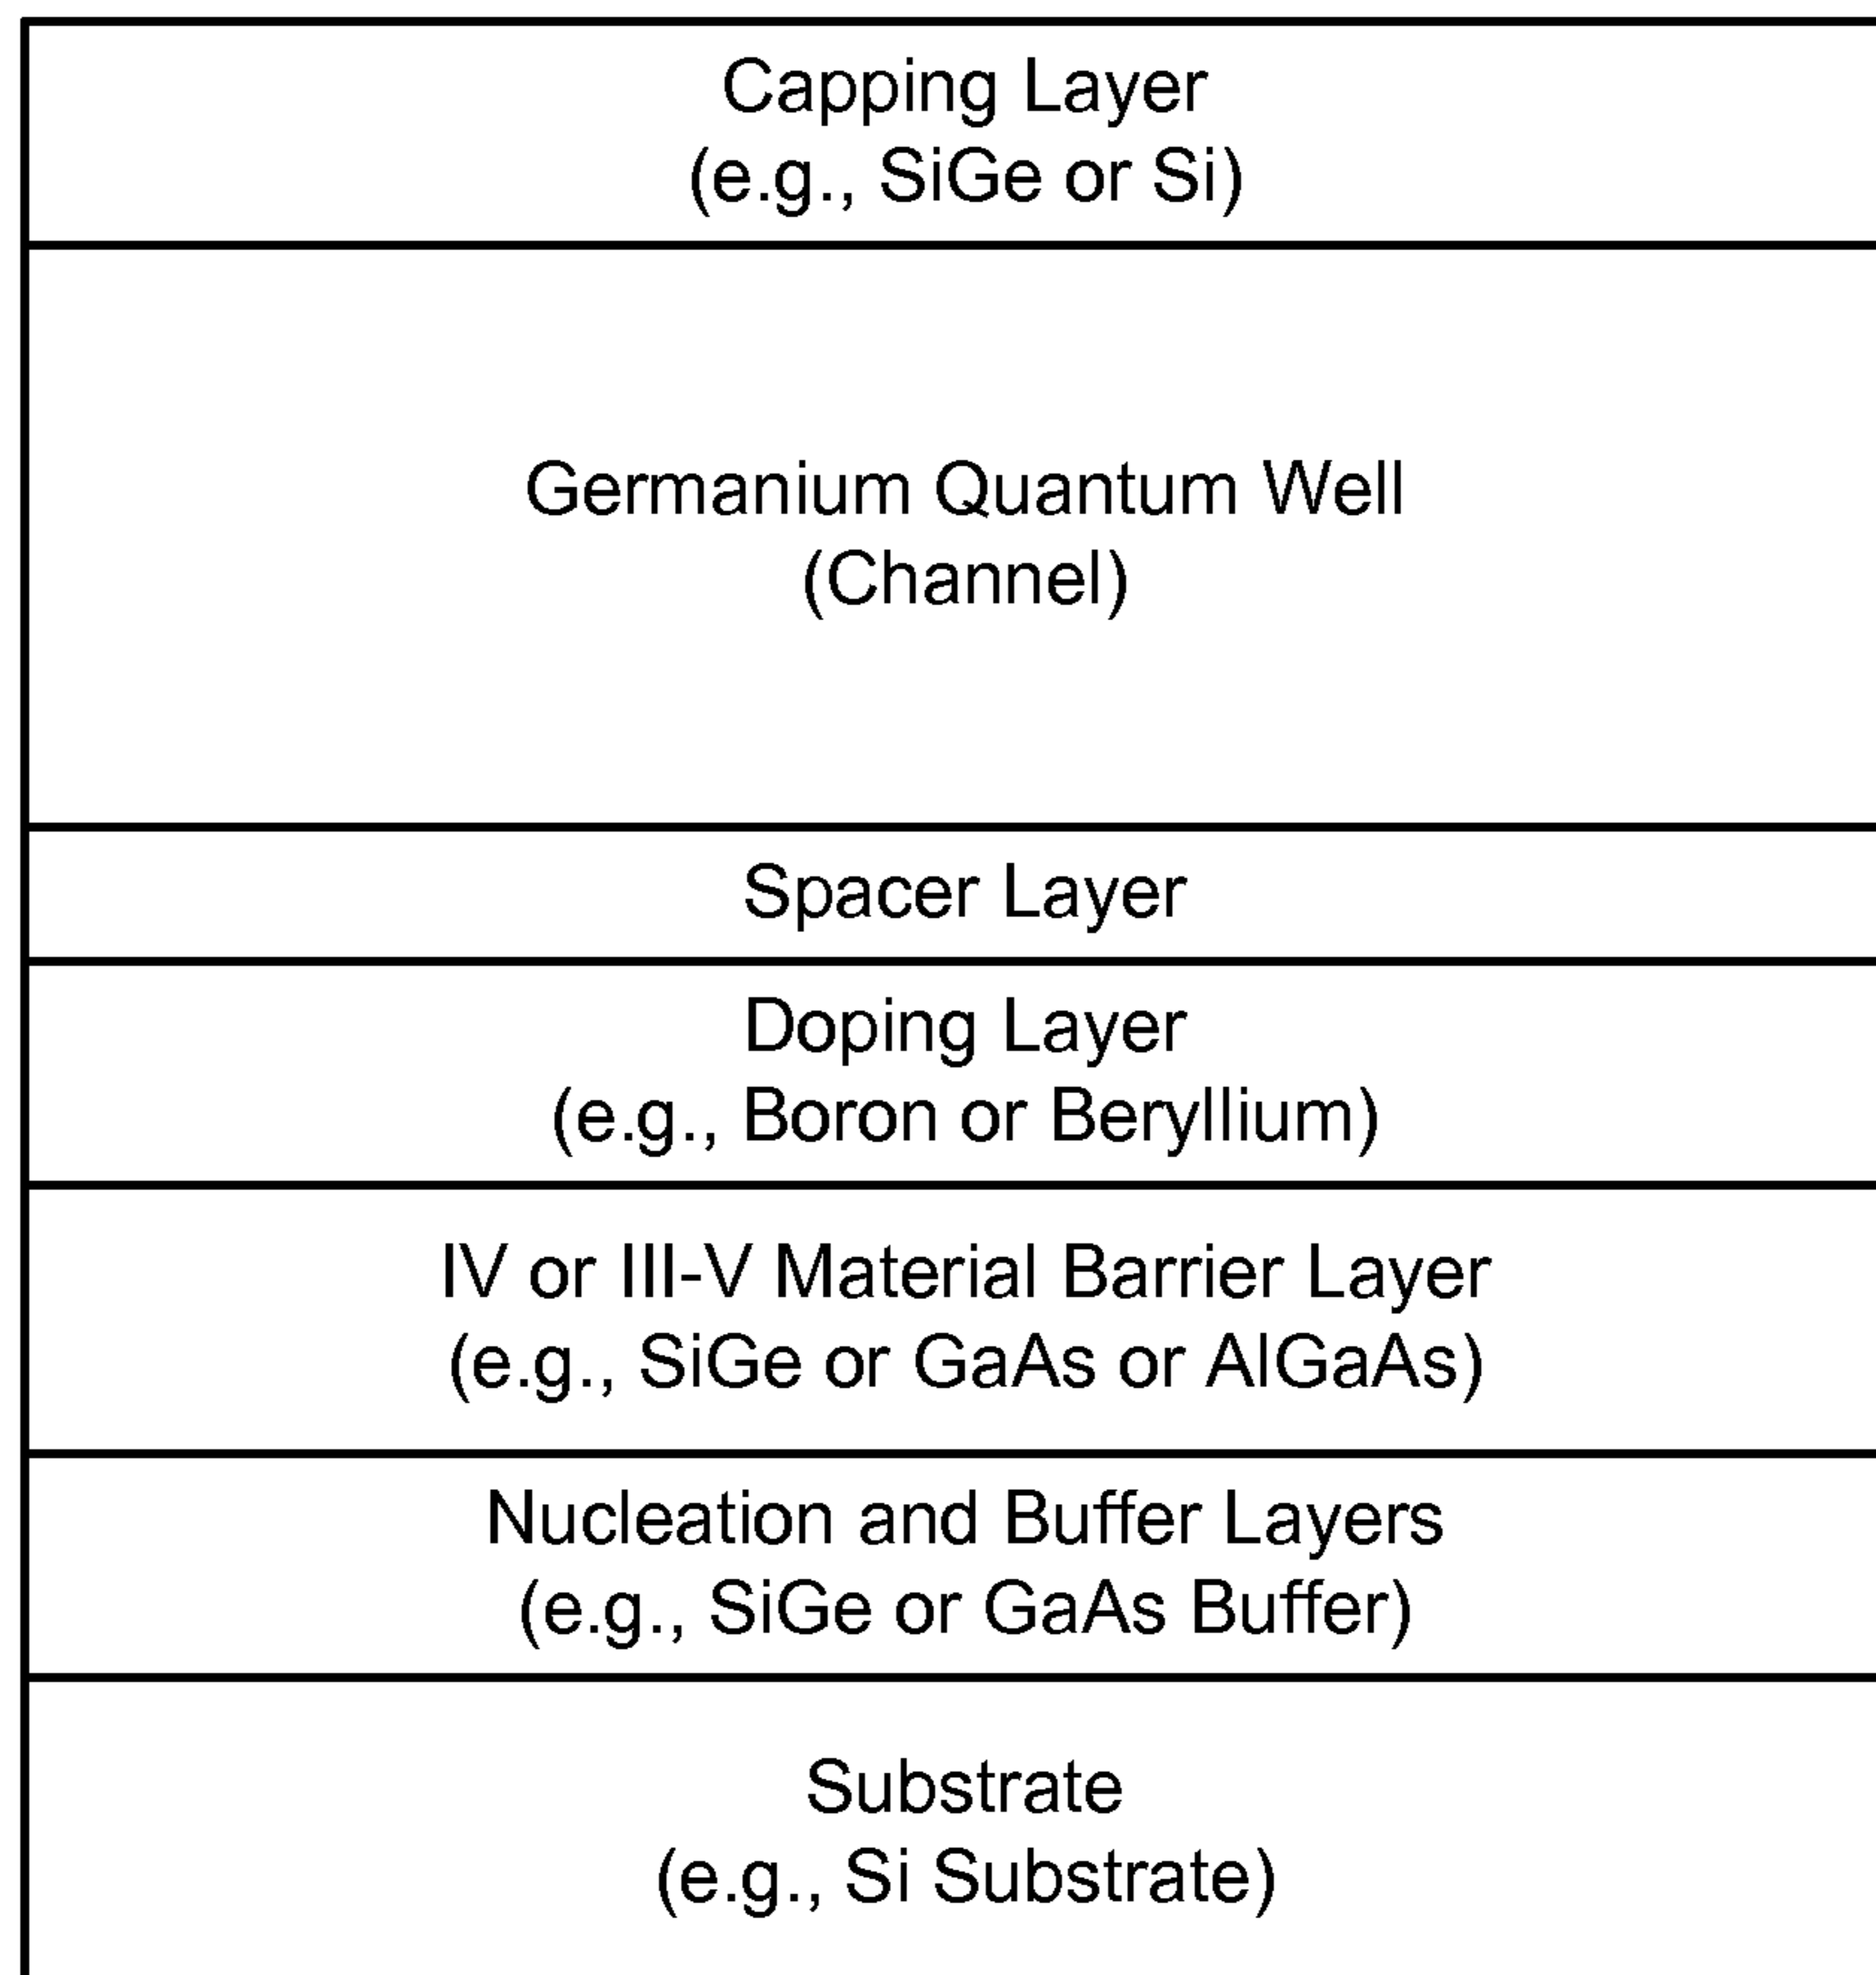 Capping Layer
(e.g., SiGe or Si)
Germanium Quantum Well
(Channel)
Spacer Layer
Doping Layer
(e.g., Boron or Beryllium)
IV or III-V Material Barrier Layer
(e.g., SiGe or GaAs or AlGaAs)
Nucleation and Buffer Layers
(e.g., SiGe or GaAs Buffer)
Substrate
(e.g., Si Substrate)